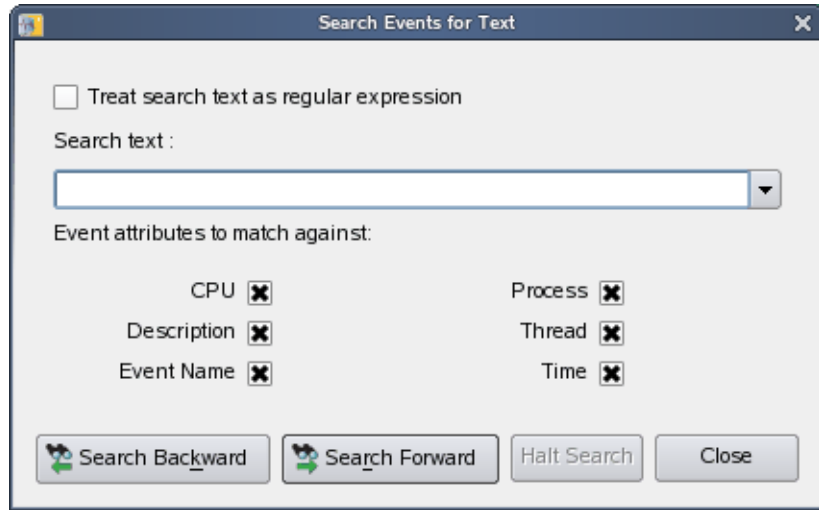 Search Events for Text
Treat search text as regular expression
Search text :
Event attributes to match against:
CPU Process
Description Thread
Event Name Time
Search Backward Search Forward Halt Search Close